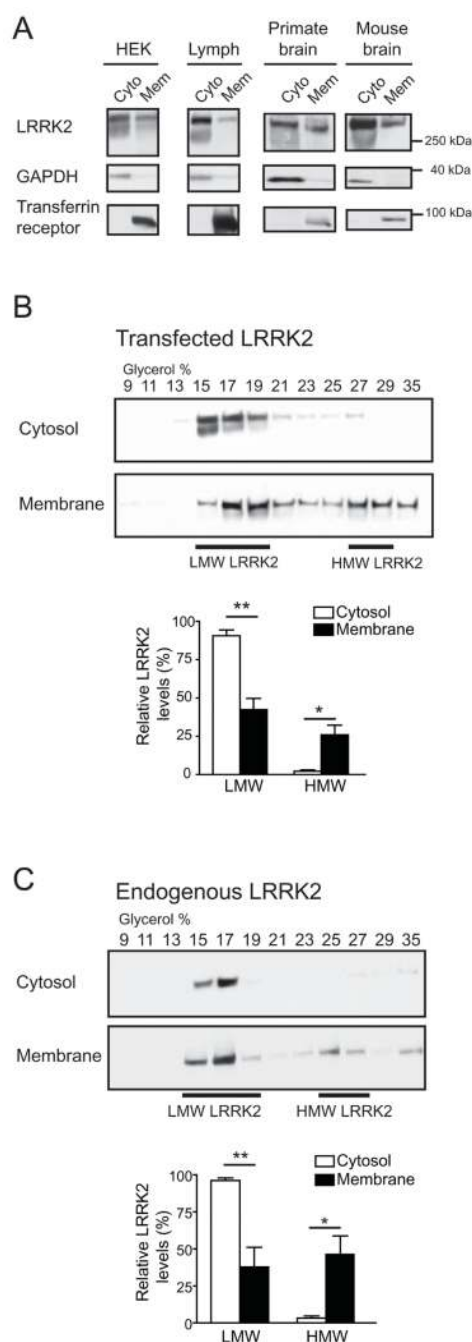 A
HEK Lymph Primate brain Mouse brain
Cyto Mem Cyto Mem Cyto Mem Cyto Mem
LRRK2
250 kDa
GAPDH
40 kDa
Transferrin receptor
100 kDa
B
Transfected LRRK2
Glycerol %
9 11 13 15 17 19 21 23 25 27 29 35
Cytosol
Membrane
LMW LRRK2 HMW LRRK2
Relative LRRK2 levels (%)
100
75
50
25
0
**
*
Cytosol
Membrane
LMW HMW
C
Endogenous LRRK2
Glycerol %
9 11 13 15 17 19 21 23 25 27 29 35
Cytosol
Membrane
LMW LRRK2 HMW LRRK2
Relative LRRK2 levels (%)
100
75
50
25
0
**
*
Cytosol
Membrane
LMW HMW